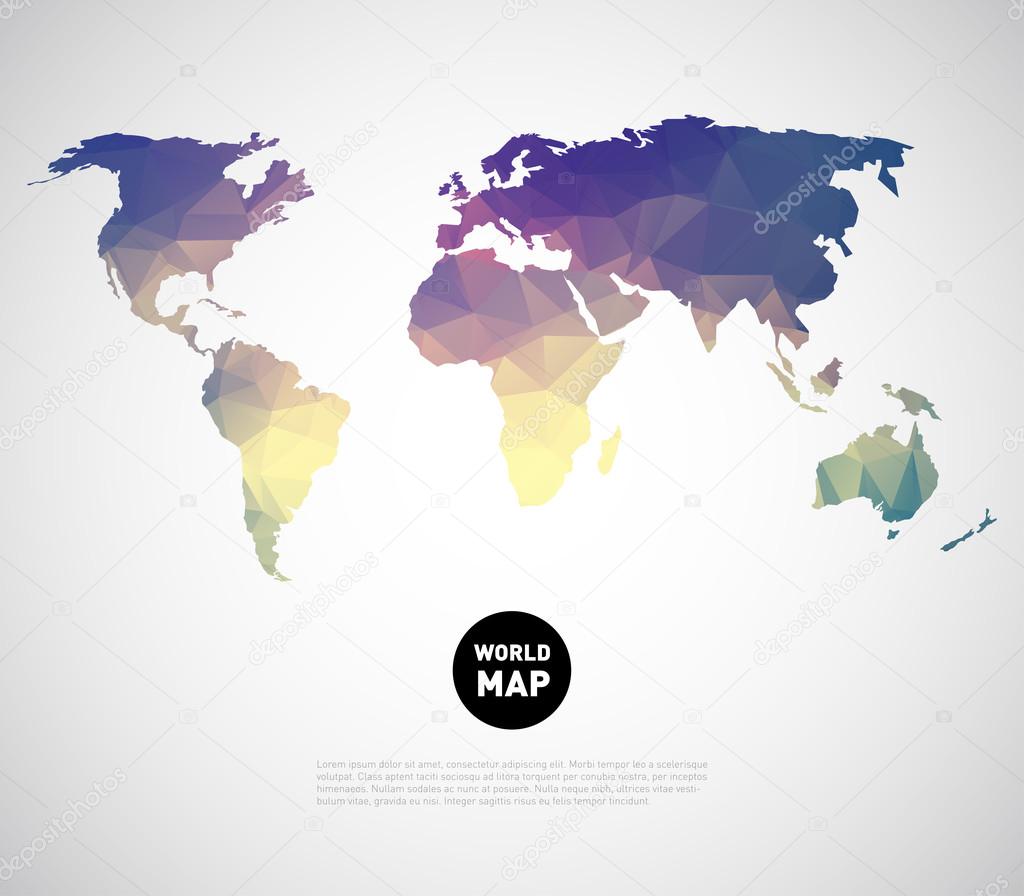 WORLD
MAP
Lorem ipsum dolor sit amet, consectetur adipiscing elit. Morbi tempor leo a scelerisque
volutpat. Class aptent taciti sociosqu ad litora torquent per conubia nostra, per inceptos
himenaeos. Nullam sodales ac nunc at posuere. Nulla nibh, ultrices vitae vesti-
bulum vitae, gravida eu nisi. Integer sagittis risus eu felis tempor tincidunt.
depositphotos